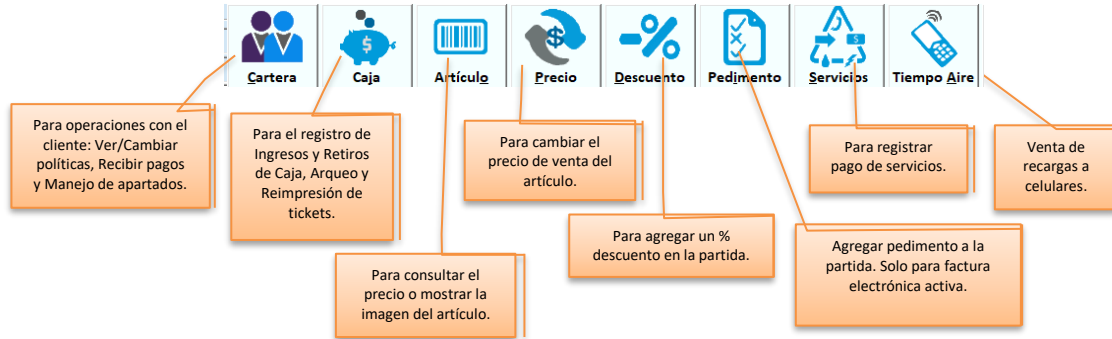 Cartera
Caja
Artículo
Precio
Descuento
Pedimento
Servicios
Tiempo Aire
Para operaciones con el
cliente: Ver/Cambiar
políticas, Recibir pagos
y Manejo de apartados.
Para el registro de
Ingresos y Retiros
de Caja, Arqueo y
Reimpresión de
tickets.
Para consultar el
precio o mostrar la
imagen del artículo.
Para cambiar el
precio de venta del
artículo.
Para agregar un %
descuento en la partida.
Agregar pedimento a la
partida. Solo para factura
electrónica activa.
Para registrar
pago de servicios.
Venta de
recargas a
celulares.